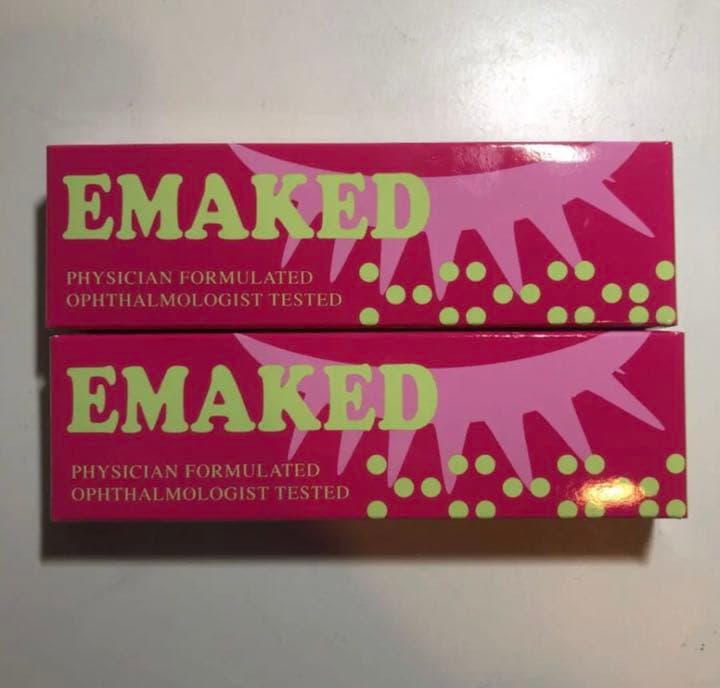 EMAKED
PHYSICIAN FORMULATED
OPHTHALMOLOGIST TESTED
EMAKED
PHYSICIAN FORMULATED
OPHTHALMOLOGIST TESTED